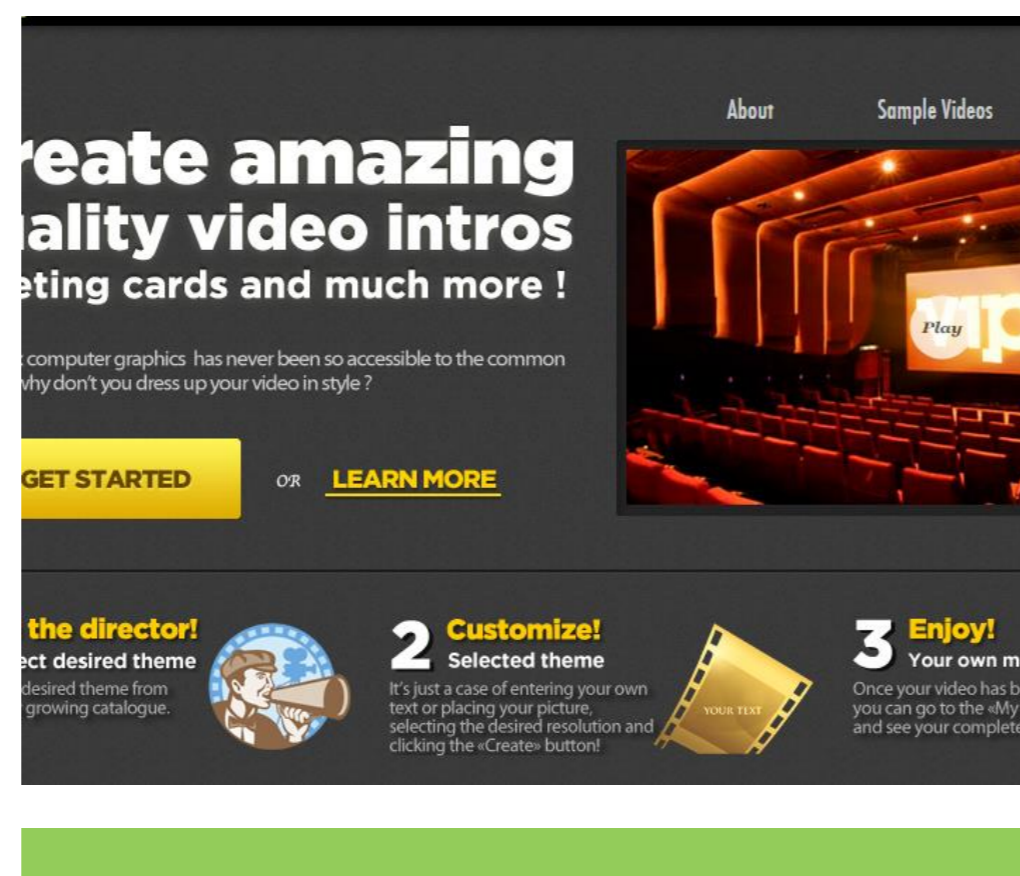 About Sample Videos
reate amazing
ality video intros
eting cards and much more !
computer graphics has never been so accessible to the common
why don't you dress up your video in style ?
vip
Play
GET STARTED OR LEARN MORE
the director!
ect desired theme
desired theme from
growing catalogue.
2 Customize!
Selected theme
It's just a case of entering your own
text or placing your picture,
selecting the desired resolution and
clicking the «Create» button!
YOUR TEXT
3 Enjoy!
Your own m
Once your video has b
you can go to the «My
and see your complete